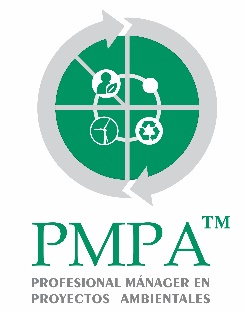 PMPA™
PROFESIONAL MÁNAGER EN
PROYECTOS AMBIENTALES